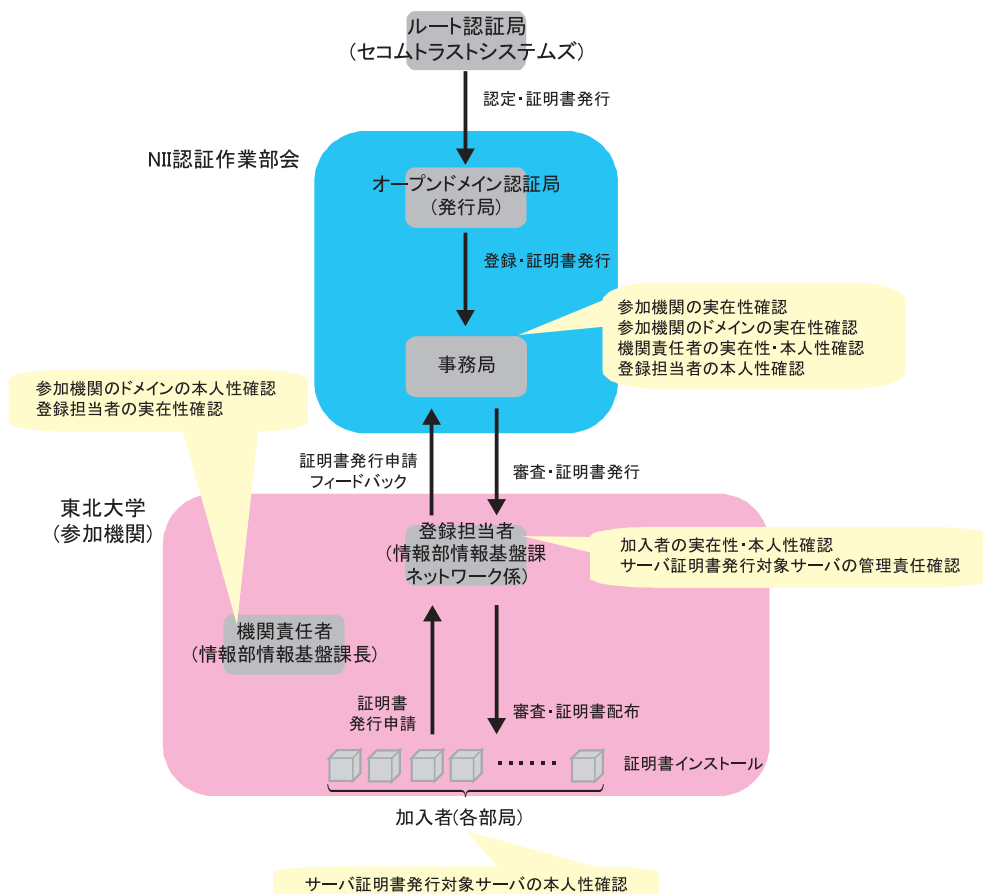 ルート認証局
(セコムトラストシステムズ)
認定・証明書発行
NII認証作業部会
オープンドメイン認証局
(発行局)
登録・証明書発行
参加機関の実在性確認
参加機関のドメインの実在性確認
機関責任者の実在性・本人性確認
登録担当者の本人性確認
事務局
参加機関のドメインの本人性確認
登録担当者の実在性確認
証明書発行申請
フィードバック
審査・証明書発行
東北大学
(参加機関)
登録担当者
(情報部情報基盤課
ネットワーク係)
加入者の実在性・本人性確認
サーバ証明書発行対象サーバの管理責任確認
機関責任者
(情報部情報基盤課長)
証明書
発行申請
審査・証明書配布
証明書インストール
加入者(各部局)
サーバ証明書発行対象サーバの本人性確認